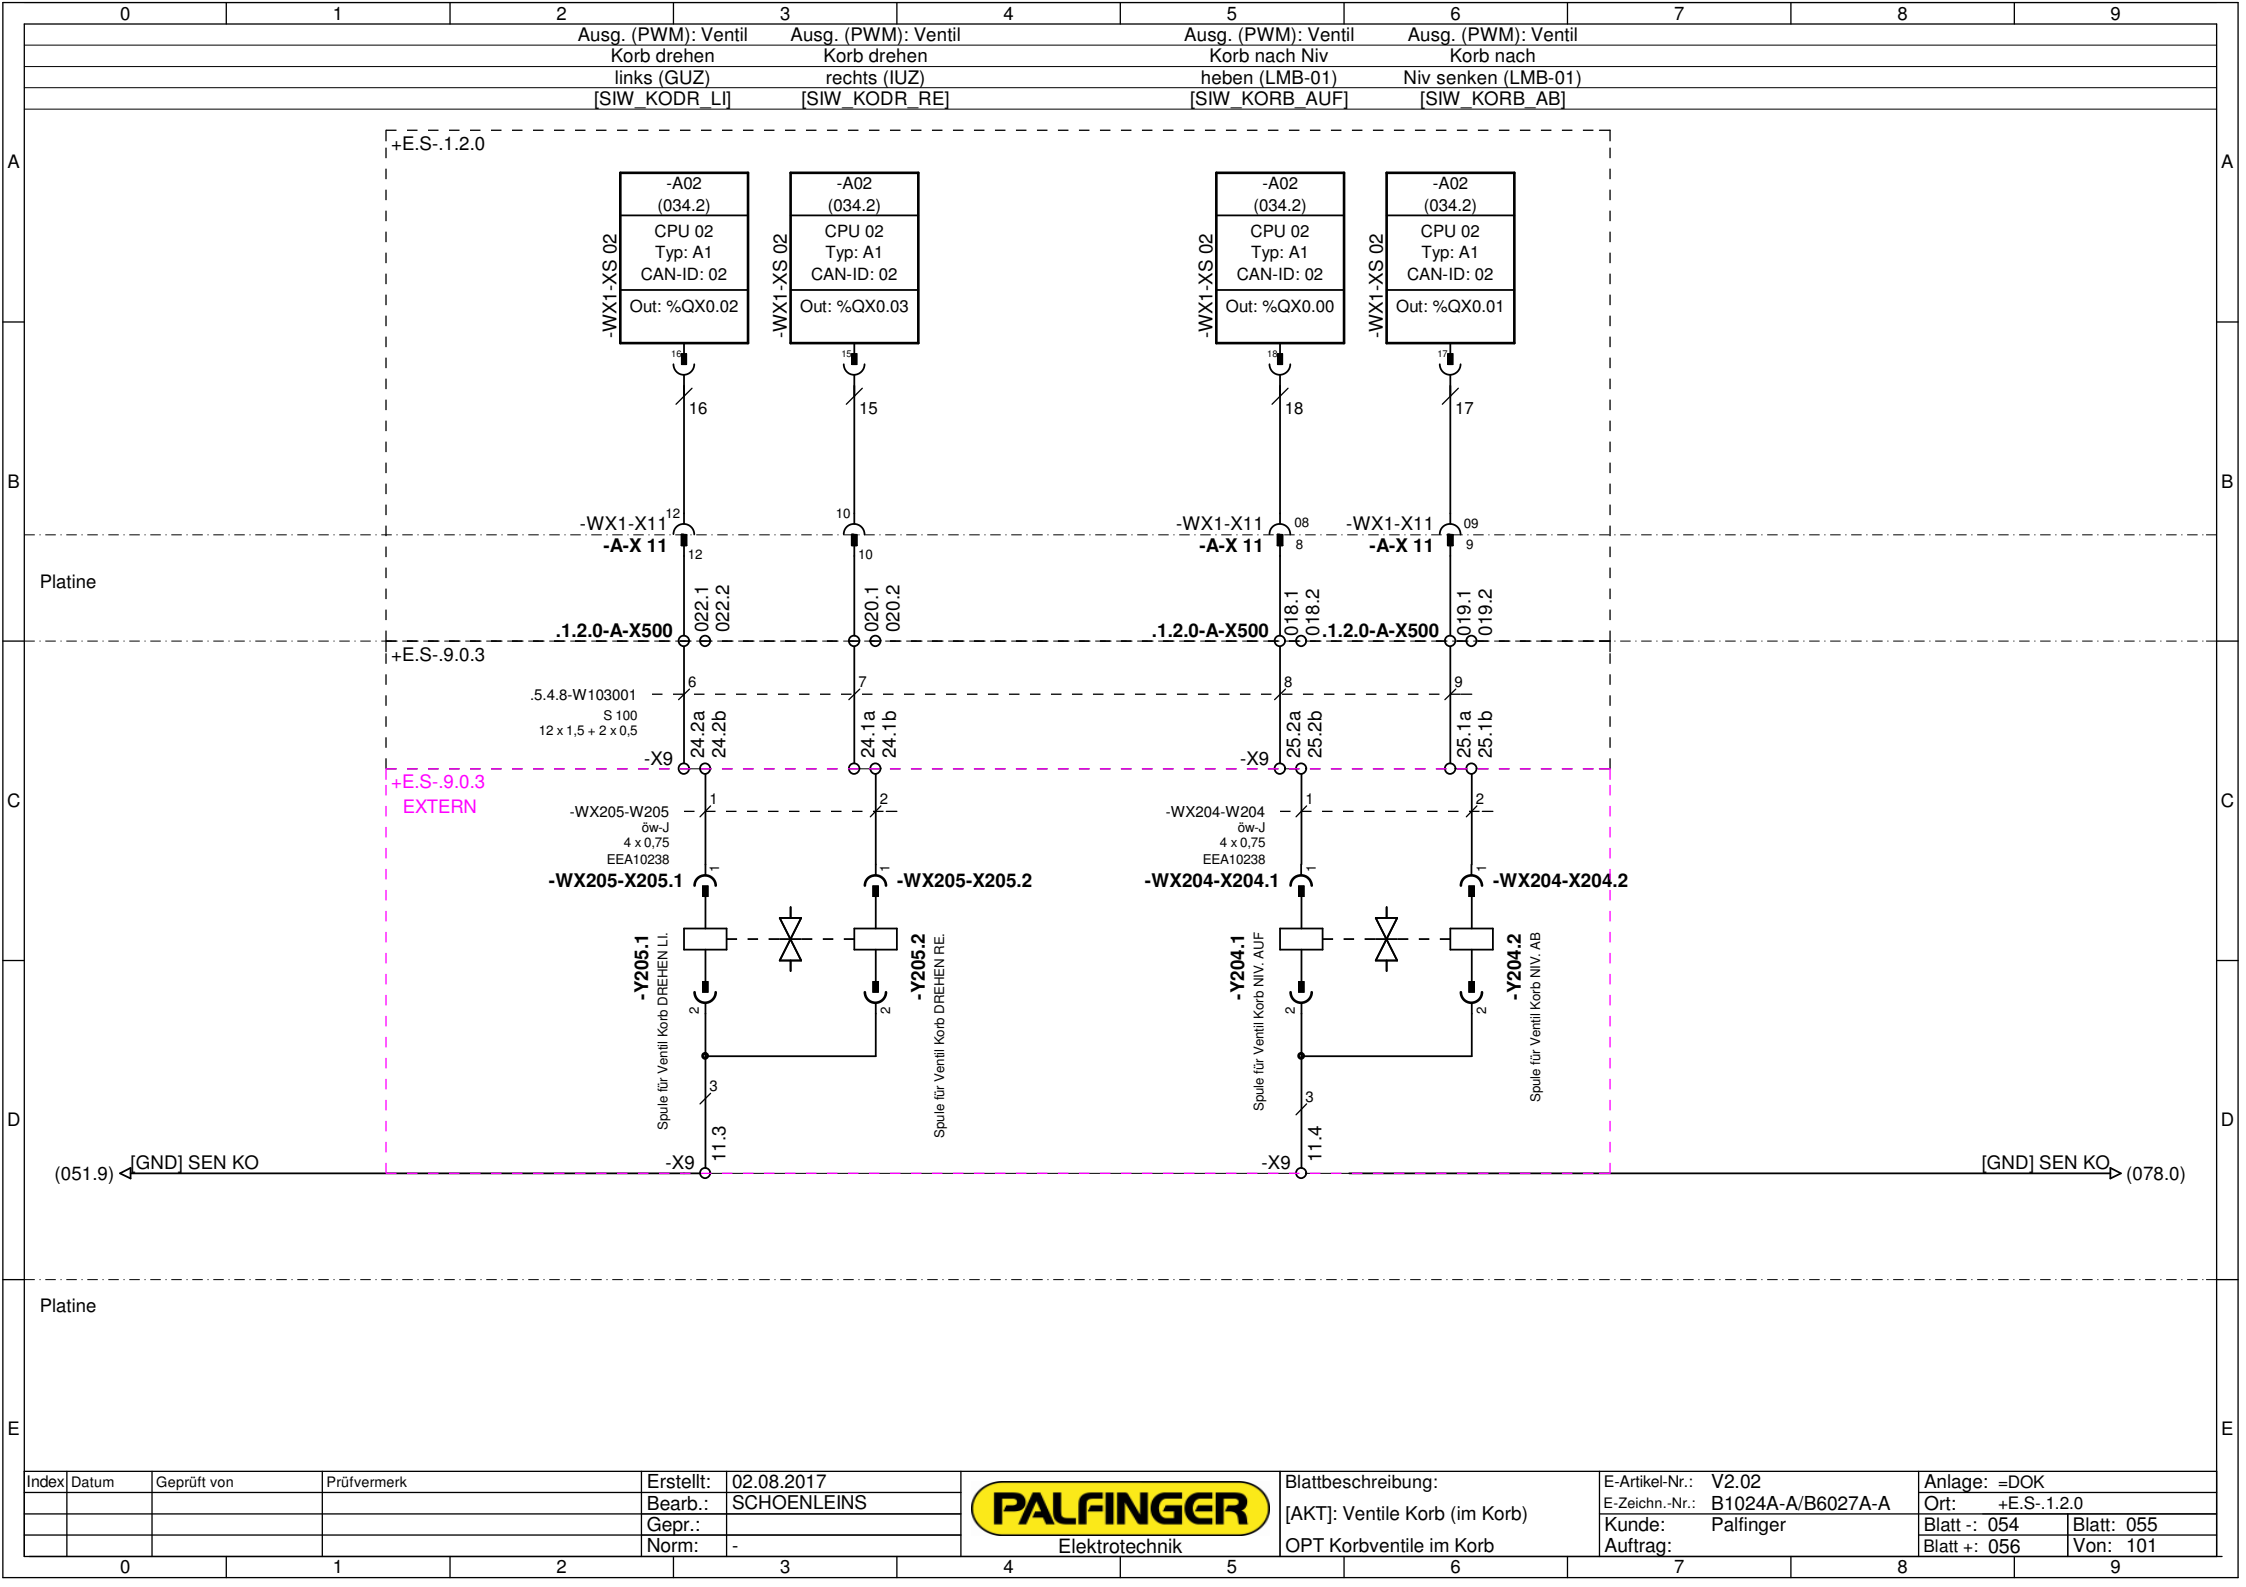 0 1 2 3 4 5 6 7 8 9
Ausg. (PWM): Ventil Ausg. (PWM): Ventil Ausg. (PWM): Ventil Ausg. (PWM): Ventil
Korb drehen Korb drehen Korb nach Niv Korb nach
links (GUZ) rechts (IUZ) heben (LMB-01) Niv senken (LMB-01)
[SIW_KODR_LI] [SIW_KODR_RE] [SIW_KORB_AUF] [SIW_KORB_AB]
+E.S-.1.2.0
A A
-A02 -A02 -A02 -A02
(034.2) (034.2) (034.2) (034.2)
CPU 02 CPU 02 CPU 02 CPU 02
Typ: A1 Typ: A1 Typ: A1 Typ: A1
CAN-ID: 02 CAN-ID: 02 CAN-ID: 02 CAN-ID: 02
-WX1-XS 02 -WX1-XS 02 -WX1-XS 02 -WX1-XS 02
Out: %QX0.02 Out: %QX0.03 Out: %QX0.00 Out: %QX0.01
16 15 18 17
16 15 18 17
B B
12 10
-WX1-X11 -WX1-X11 08 -WX1-X11 09
-A-X 11 12 10 -A-X 11 8 -A-X 11 9
Platine
022.1 022.2 020.1 020.2 018.1 018.2 019.1 019.2
.1.2.0-A-X500 .1.2.0-A-X500 .1.2.0-A-X500
+E.S-.9.0.3
6 7 8 9
.5.4.8-W103001
S 100
12 x 1,5 + 2 x 0,5
24.2a 24.2b 24.1a 24.1b 25.2a 25.2b 25.1a 25.1b
-X9 -X9
+E.S-.9.0.3
EXTERN
C C
1 2 1 2
-WX205-W205 -WX204-W204
öw-J öw-J
4 x 0,75 4 x 0,75
EEA10238 EEA10238
1 1 1 1
-WX205-X205.1 -WX205-X205.2 -WX204-X204.1 -WX204-X204.2
-Y205.1 -Y205.2 -Y204.1 -Y204.2
Spule für Ventil Korb DREHEN LI. Spule für Ventil Korb DREHEN RE. Spule für Ventil Korb NIV. AUF Spule für Ventil Korb NIV. AB
2 2 2 2
3 3
D D
11.3 11.4
-X9 -X9
(051.9) [GND] SEN KO [GND] SEN KO (078.0)
Platine
E E
Index Datum Geprüft von Prüfvermerk
Erstellt: 02.08.2017
Bearb.: SCHOENLEINS
Gepr.:
Norm: -
PALFINGER
Elektrotechnik
Blattbeschreibung:
[AKT]: Ventile Korb (im Korb)
OPT Korbventile im Korb
E-Artikel-Nr.: V2.02
E-Zeichn.-Nr.: B1024A-A/B6027A-A
Kunde: Palfinger
Auftrag:
Anlage: =DOK
Ort: +E.S-.1.2.0
Blatt -: 054 Blatt: 055
Blatt +: 056 Von: 101
0 1 2 3 4 5 6 7 8 9